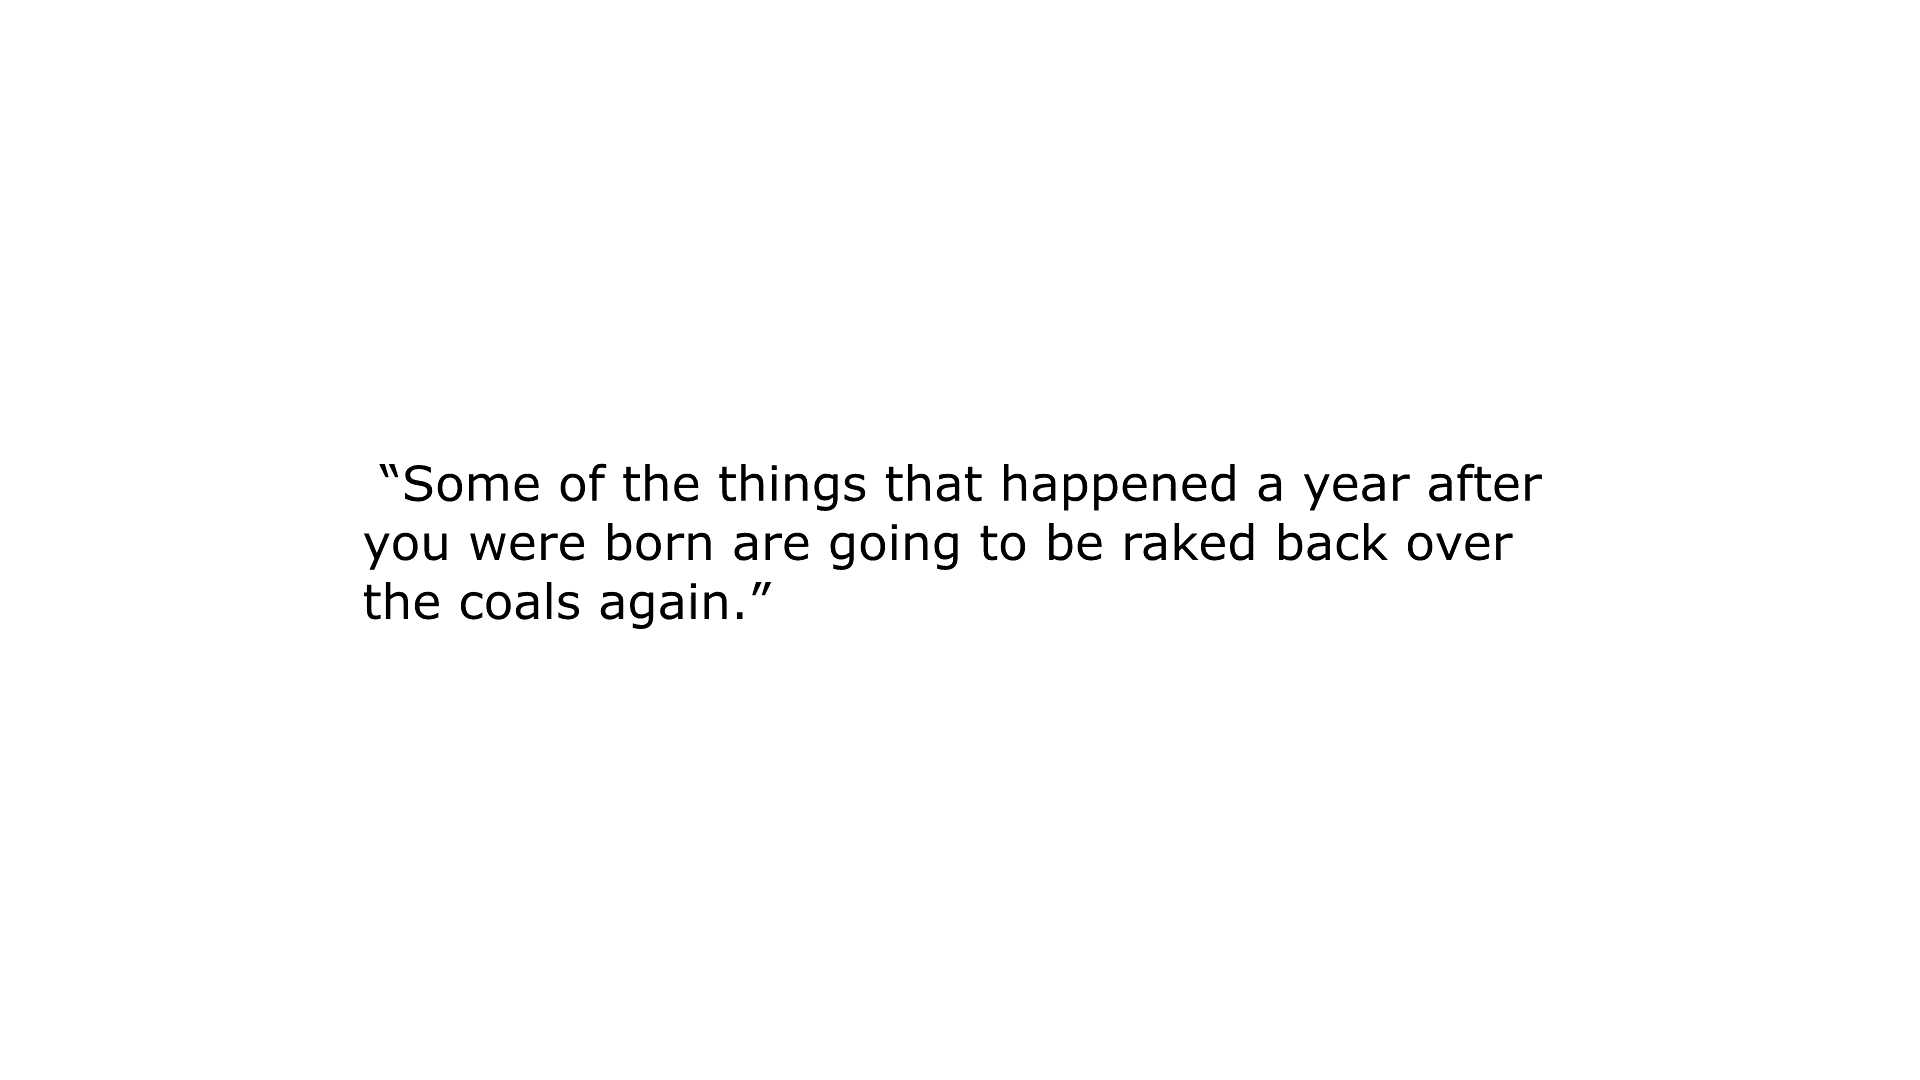 “Some of the things that happened a year after
you were born are going to be raked back over
the coals again.”